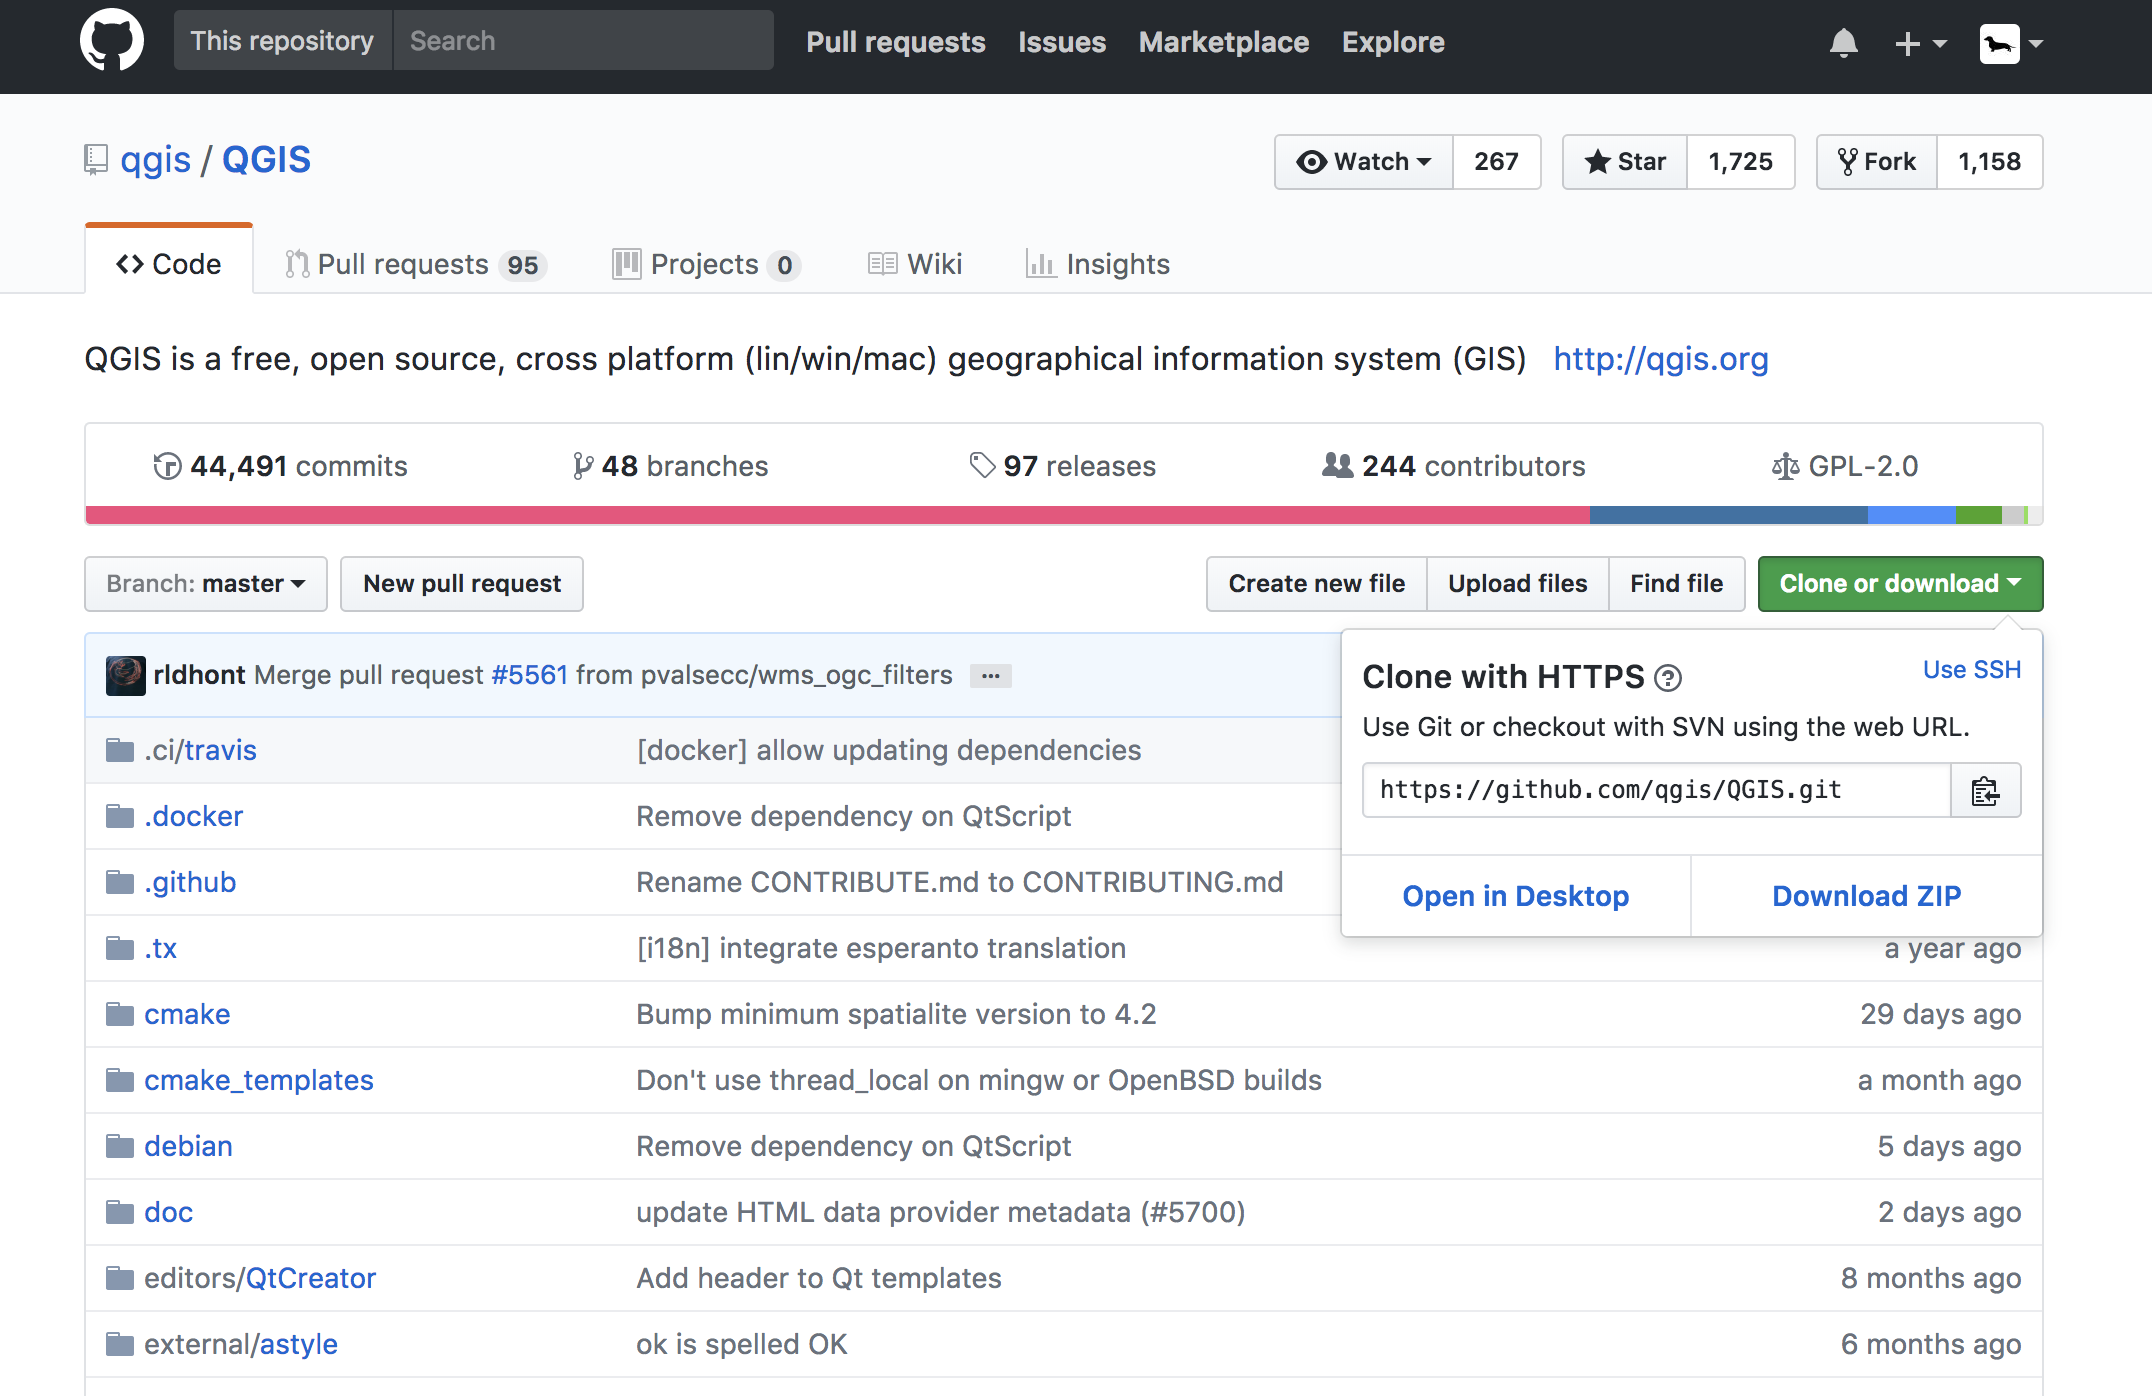 This repository Search Pull requests Issues Marketplace Explore
qgis / QGIS Watch 267 Star 1,725 Fork 1,158
Code Pull requests 95 Projects 0 Wiki Insights
QGIS is a free, open source, cross platform (lin/win/mac) geographical information system (GIS) http://qgis.org
44,491 commits 48 branches 97 releases 244 contributors GPL-2.0
Branch: master New pull request Create new file Upload files Find file Clone or download
rldhont Merge pull request #5561 from pvalsecc/wms_ogc_filters ...
Clone with HTTPS ? Use SSH
Use Git or checkout with SVN using the web URL.
https://github.com/qgis/QGIS.git
Open in Desktop Download ZIP
.ci/travis [docker] allow updating dependencies
.docker Remove dependency on QtScript
.github Rename CONTRIBUTE.md to CONTRIBUTING.md
.tx [i18n] integrate esperanto translation a year ago
cmake Bump minimum spatialite version to 4.2 29 days ago
cmake_templates Don't use thread_local on mingw or OpenBSD builds a month ago
debian Remove dependency on QtScript 5 days ago
doc update HTML data provider metadata (#5700) 2 days ago
editors/QtCreator Add header to Qt templates 8 months ago
external/astyle ok is spelled OK 6 months ago